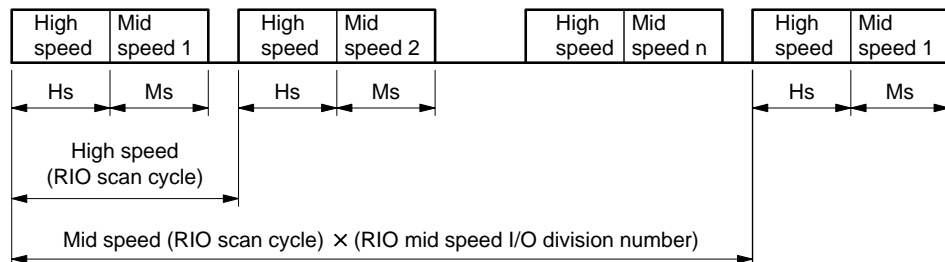 High speed Mid speed 1 High speed Mid speed 2 High speed Mid speed n High speed Mid speed 1
Hs Ms Hs Ms Hs Ms
High speed
(RIO scan cycle)
Mid speed (RIO scan cycle) × (RIO mid speed I/O division number)